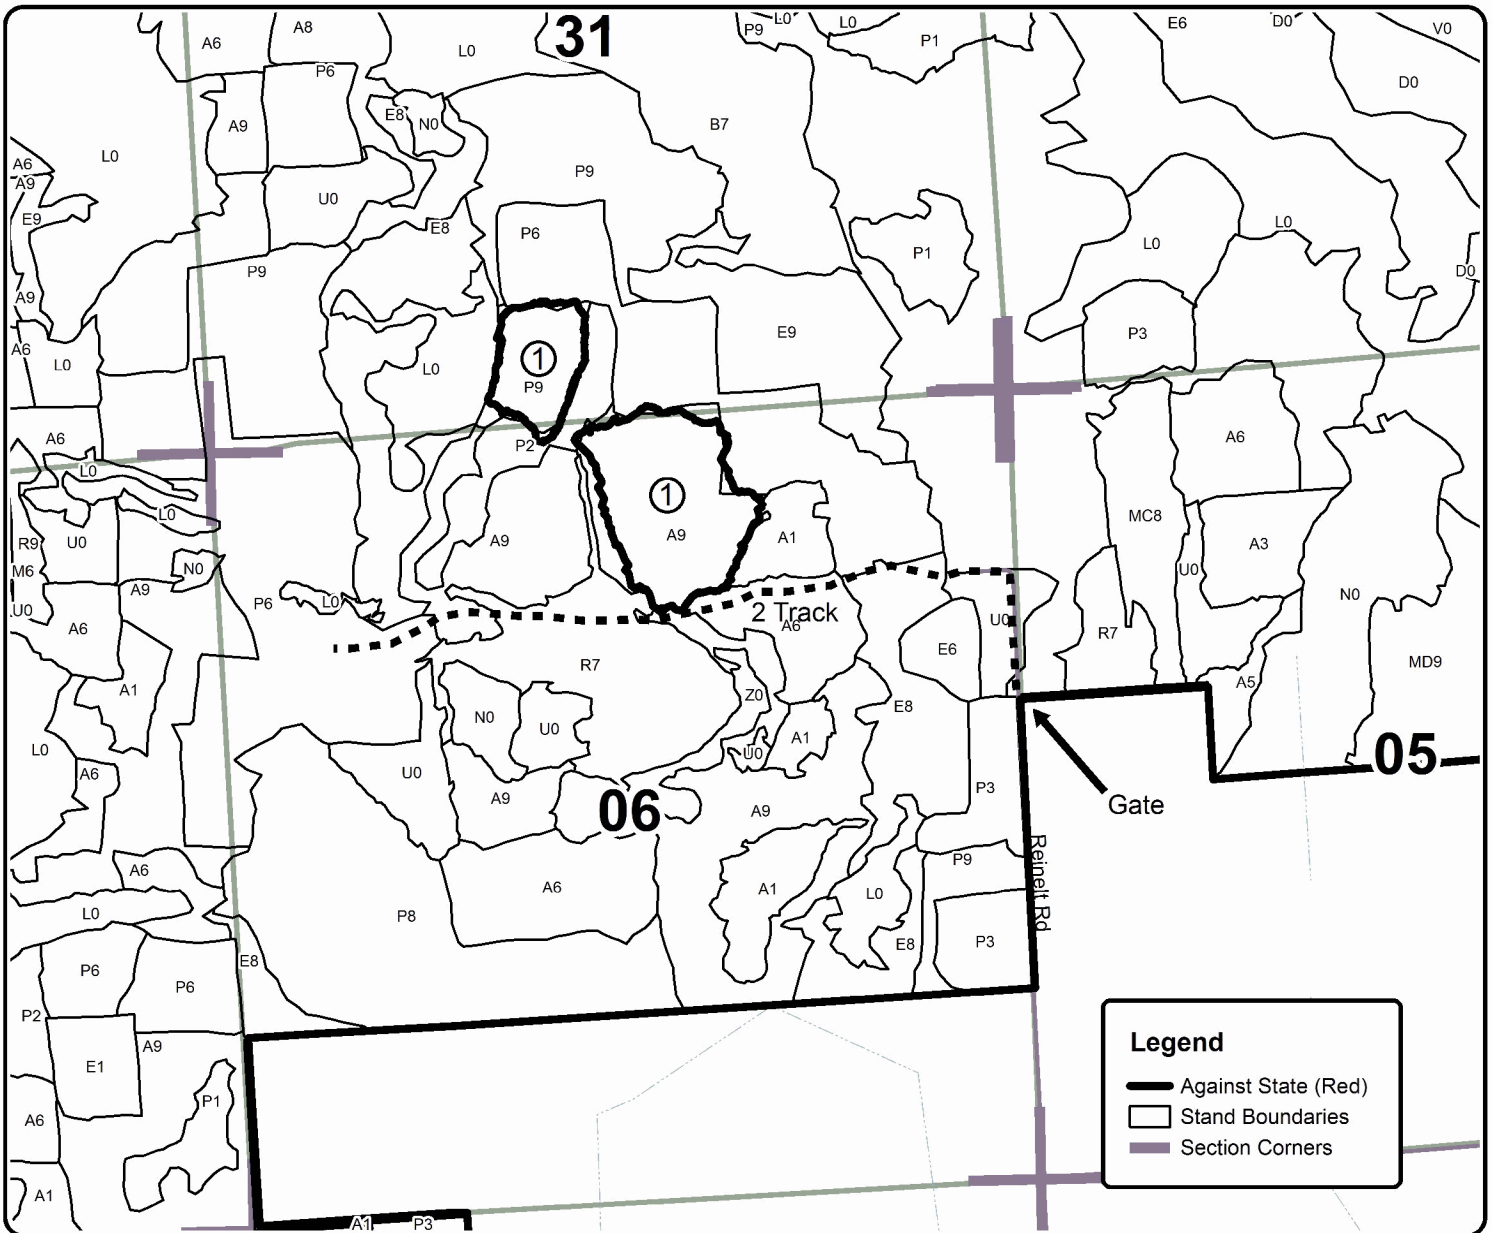 A6
A8
L0
31
P9
L0
L0
P1
E6
D0
V0
P6
D0
A9
E8
N0
B7
L0
A6
A9
P9
U0
E9
E8
P6
L0
L0
P1
P9
D0
A9
E9
P3
A6
L0
L0
1
P9
A6
P2
A6
L0
1
L0
MC8
R9
U0
A9
A9
A1
A3
M6
N0
U0
A9
P6
L0
N0
U0
A6
2 Track
A6
U0
R7
E6
R7
MD9
A1
Z0
A5
N0
U0
E8
L0
A1
U0
05
A6
U0
P3
A9
06
A9
Gate
A6
P9
Reinelt Rd
A6
A1
L0
L0
P8
E8
P3
E8
P6
P6
P2
A9
E1
P1
A6
A1
A1
P3
Legend
Against State (Red)
Stand Boundaries
Section Corners